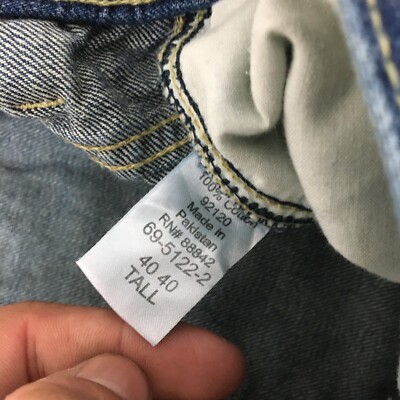 100% Cotton
92120
Made in
Pakistan
RN# 88842
69-5122-2
40 40
TALL